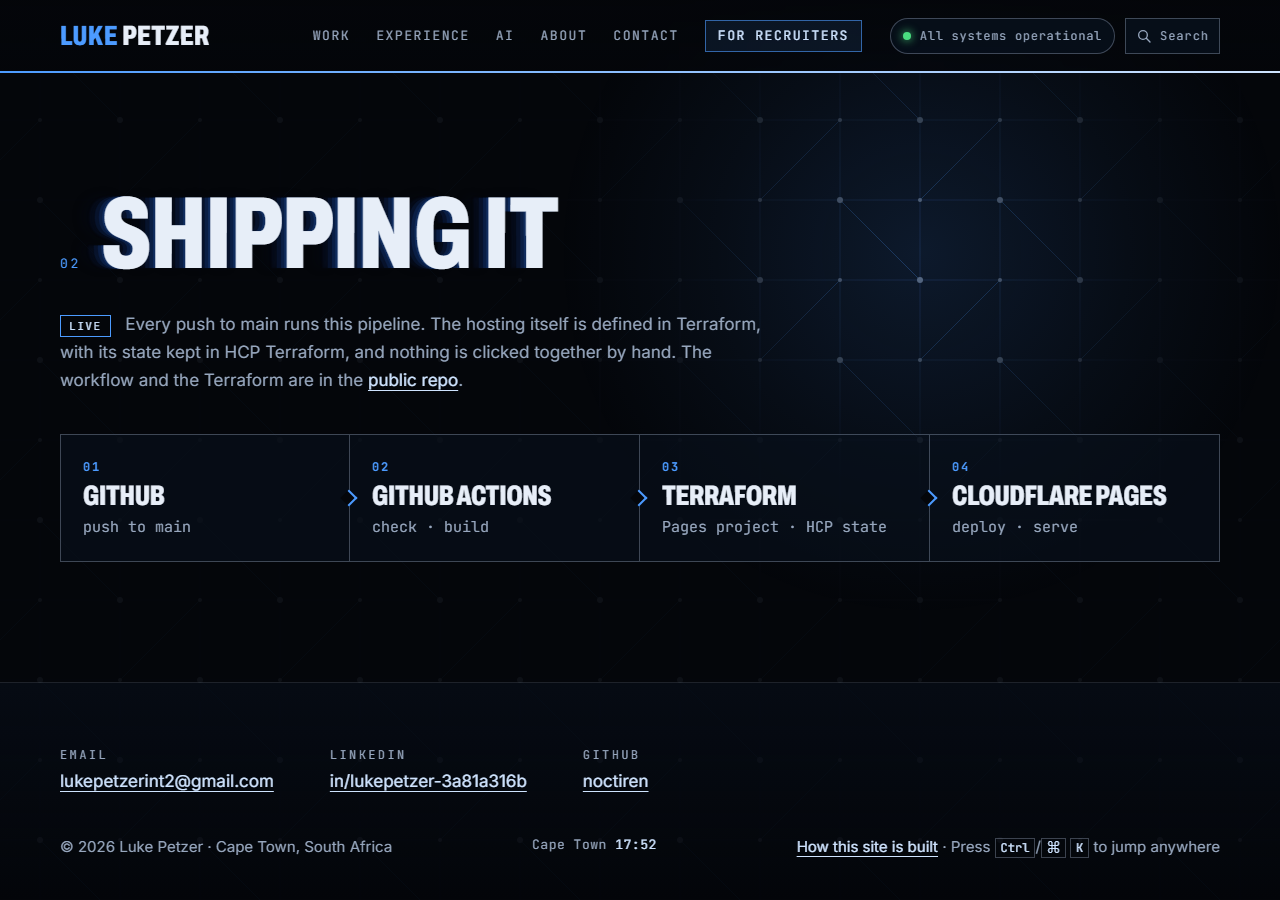 LUKE PETZER
WORK EXPERIENCE AI ABOUT CONTACT FOR RECRUITERS All systems operational Search
02 SHIPPING IT
LIVE Every push to main runs this pipeline. The hosting itself is defined in Terraform,
with its state kept in HCP Terraform, and nothing is clicked together by hand. The
workflow and the Terraform are in the public repo.
01
GITHUB
push to main
02
GITHUB ACTIONS
check · build
03
TERRAFORM
Pages project · HCP state
04
CLOUDFLARE PAGES
deploy · serve
EMAIL
lukepetzerint2@gmail.com
LINKEDIN
in/lukepetzer-3a81a316b
GITHUB
noctiren
© 2026 Luke Petzer · Cape Town, South Africa
Cape Town 17:52
How this site is built · Press Ctrl/⌘ K to jump anywhere